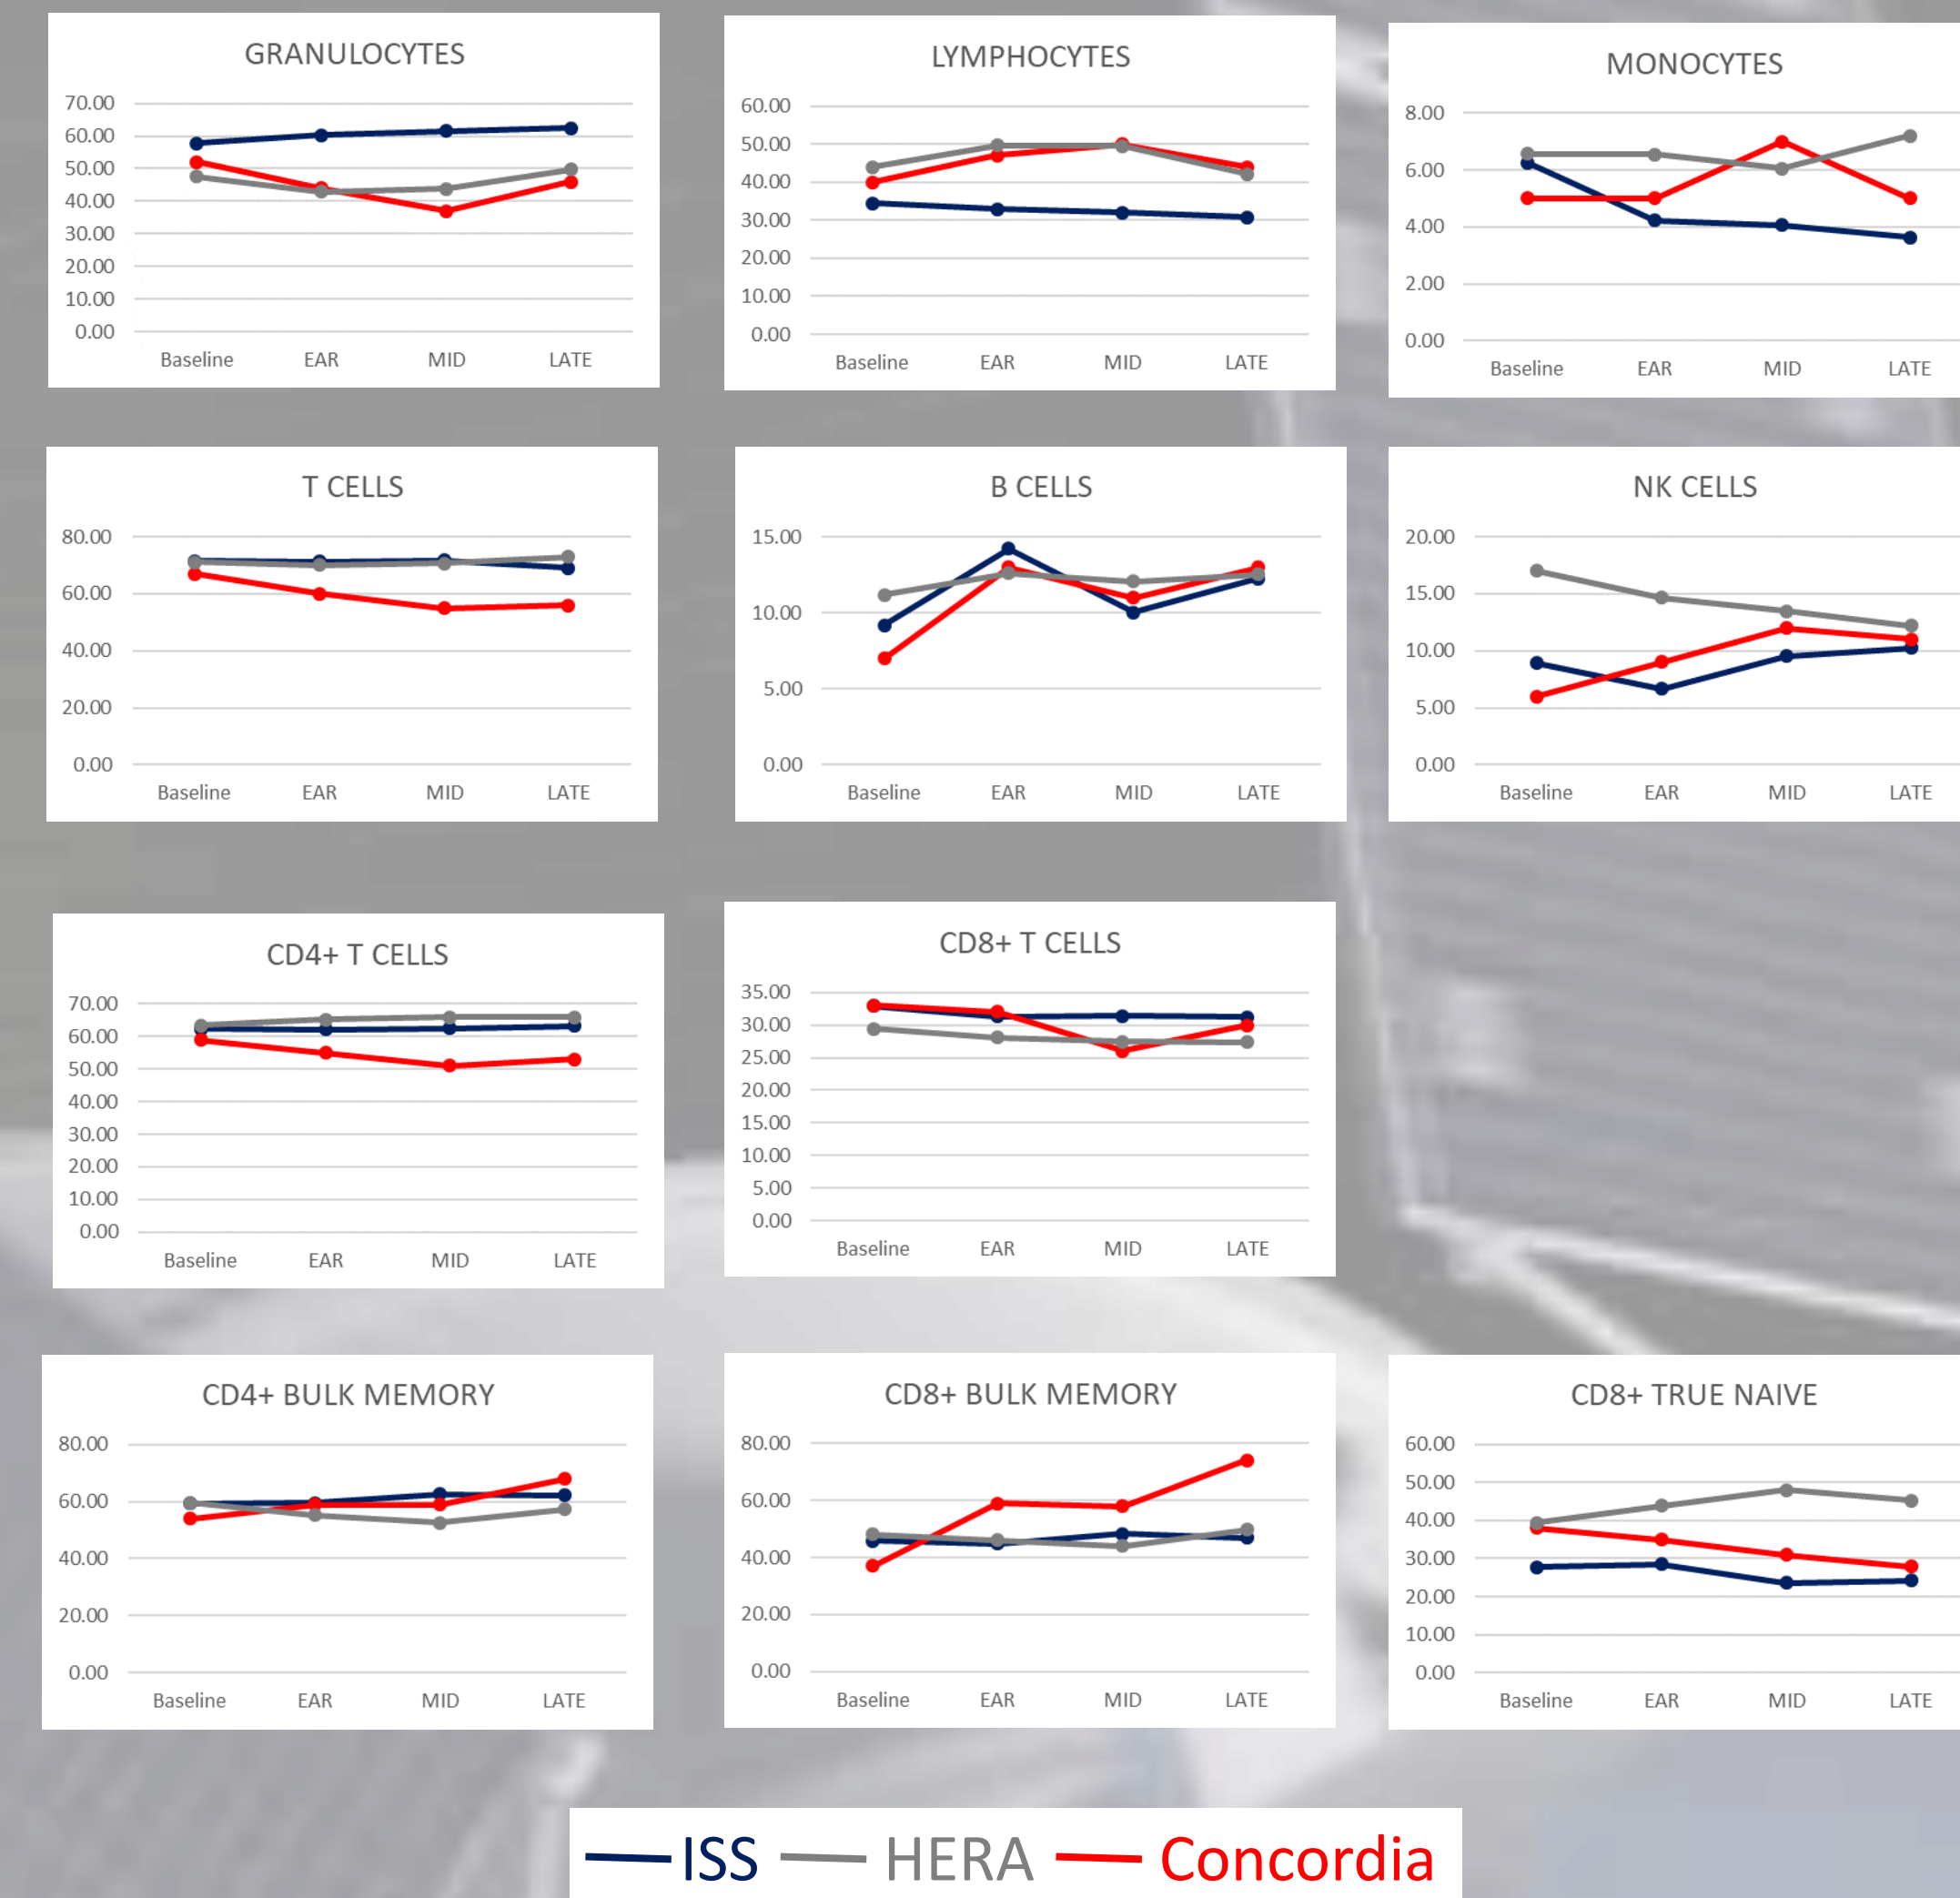 GRANULOCYTES
70.00
60.00
50.00
40.00
30.00
20.00
10.00
0.00
Baseline EAR MID LATE
LYMPHOCYTES
60.00
50.00
40.00
30.00
20.00
10.00
0.00
Baseline EAR MID LATE
MONOCYTES
8.00
6.00
4.00
2.00
0.00
Baseline EAR MID LATE
T CELLS
80.00
60.00
40.00
20.00
0.00
Baseline EAR MID LATE
B CELLS
15.00
10.00
5.00
0.00
Baseline EAR MID LATE
NK CELLS
20.00
15.00
10.00
5.00
0.00
Baseline EAR MID LATE
CD4+ T CELLS
70.00
60.00
50.00
40.00
30.00
20.00
10.00
0.00
Baseline EAR MID LATE
CD8+ T CELLS
35.00
30.00
25.00
20.00
15.00
10.00
5.00
0.00
Baseline EAR MID LATE
CD4+ BULK MEMORY
80.00
60.00
40.00
20.00
0.00
Baseline EAR MID LATE
CD8+ BULK MEMORY
80.00
60.00
40.00
20.00
0.00
Baseline EAR MID LATE
CD8+ TRUE NAIVE
60.00
50.00
40.00
30.00
20.00
10.00
0.00
Baseline EAR MID LATE
ISS HERA Concordia